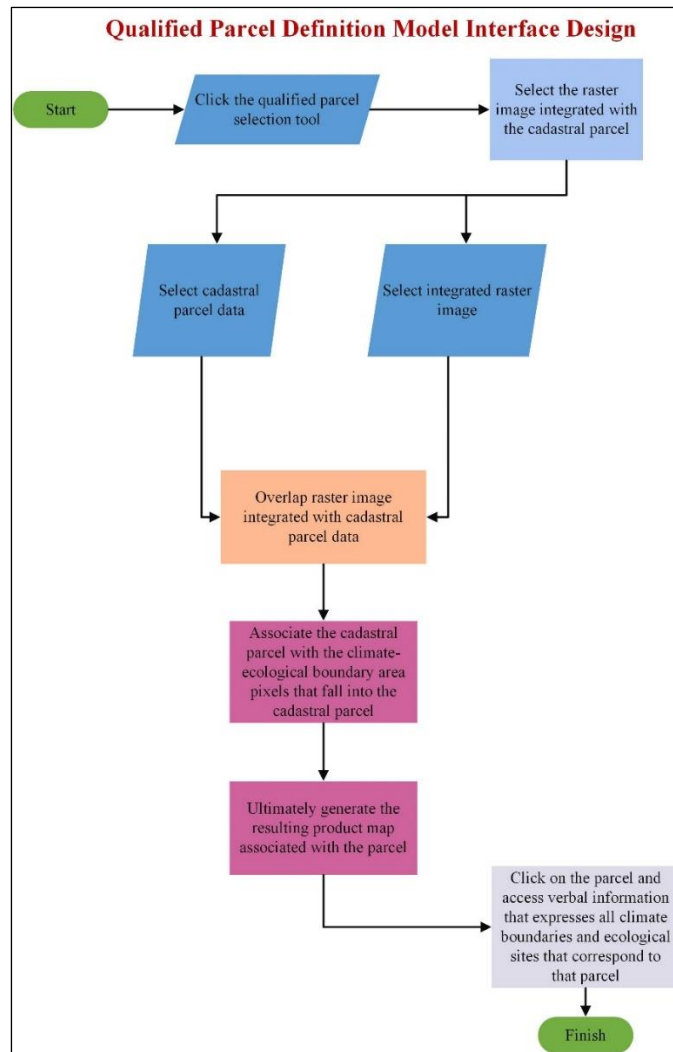 Qualified Parcel Definition Model Interface Design
Start
Click the qualified parcel
selection tool
Select the raster
image integrated with
the cadastral parcel
Select cadastral
parcel data
Select integrated raster
image
Overlap raster image
integrated with cadastral
parcel data
Associate the cadastral
parcel with the climate-
ecological boundary area
pixels that fall into the
cadastral parcel
Ultimately generate the
resulting product map
associated with the parcel
Click on the parcel and
access verbal information
that expresses all climate
boundaries and ecological
sites that correspond to
that parcel
Finish